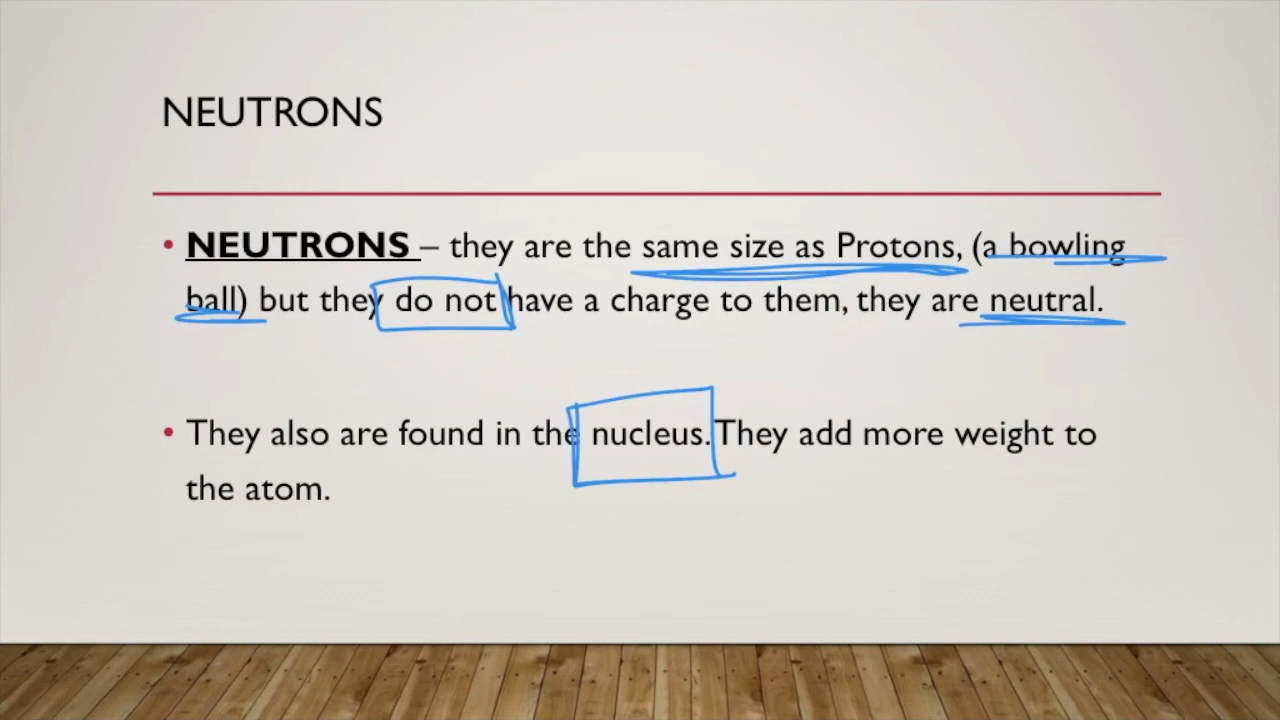 NEUTRONS
• NEUTRONS – they are the same size as Protons, (a bowling
ball) but they do not have a charge to them, they are neutral.
• They also are found in the nucleus. They add more weight to
the atom.